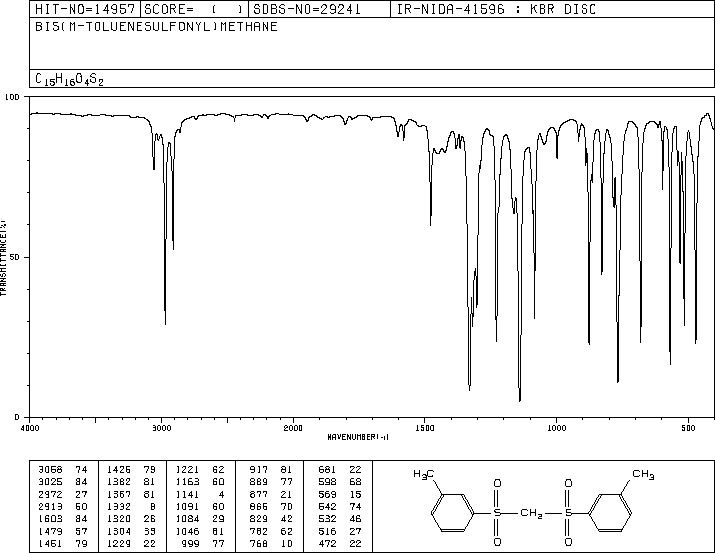 HIT-NO=14957 SCORE= ( ) SDBS-NO=29241 IR-NIDA-41596 : KBR DISC
BIS(M-TOLUENESULFONYL)METHANE
C15H16O4S2
100
50
0
TRANSMITTANCE(%)
4000 3000 2000 1500 1000 500
WAVENUMBER(-1)
3068 74 1426 79 1221 62 917 81 681 22
3025 84 1382 81 1163 60 889 77 598 68
2972 27 1367 81 1141 4 877 21 569 15
2913 60 1332 8 1091 60 866 70 542 74
1603 84 1320 26 1084 29 829 42 532 46
1479 57 1304 39 1046 81 782 62 516 27
1451 79 1229 22 999 77 768 10 472 22
H3C CH3
O O
S CH2 S
O O